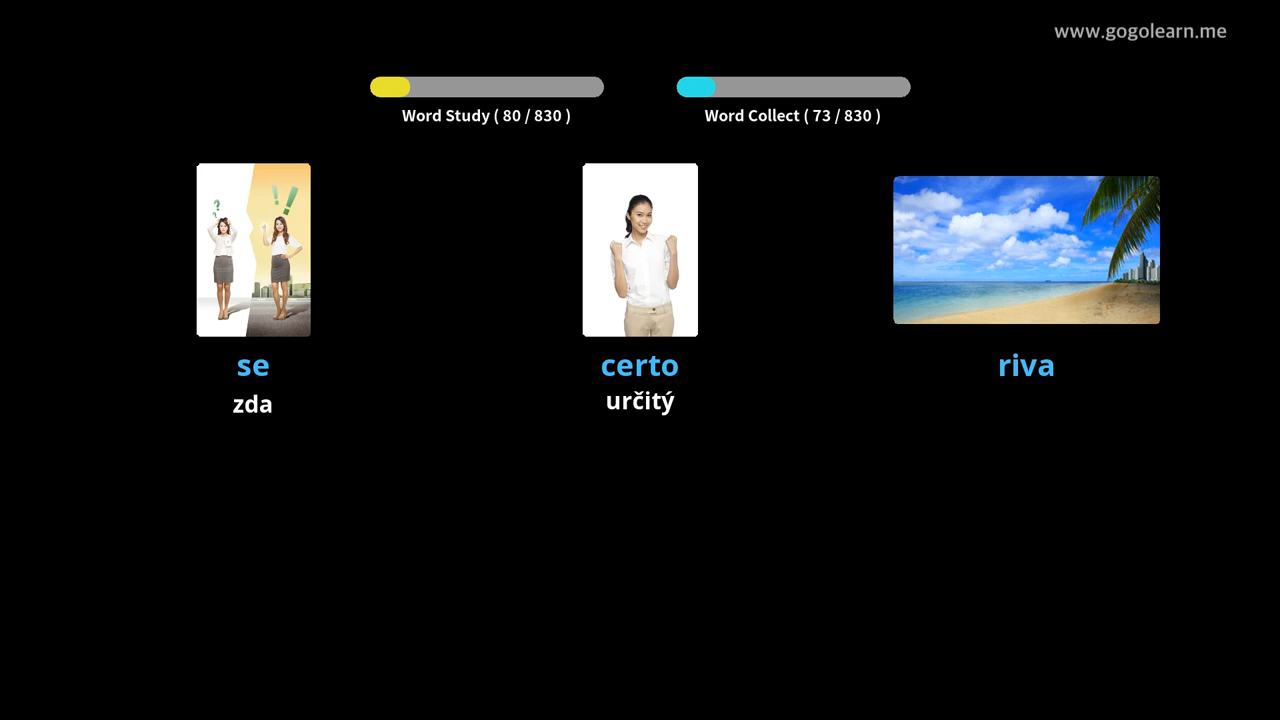 www.gogolearn.me
Word Study ( 80 / 830 )
Word Collect ( 73 / 830 )
se
certo
riva
zda
určitý